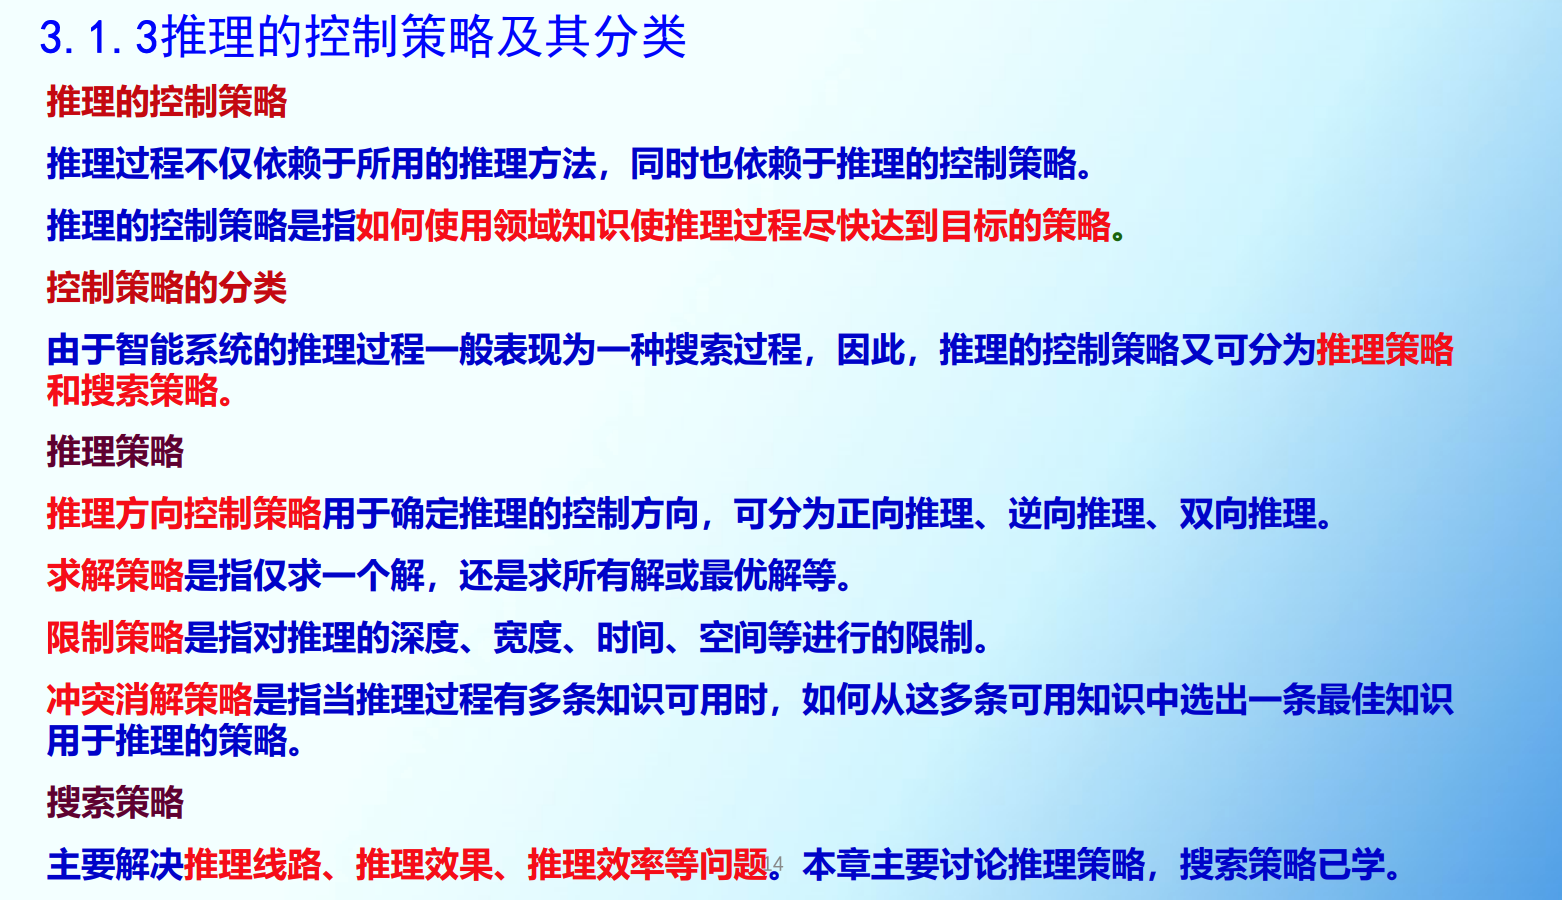 3.1.3推理的控制策略及其分类
推理的控制策略
推理过程不仅依赖于所用的推理方法，同时也依赖于推理的控制策略。
推理的控制策略是指如何使用领域知识使推理过程尽快达到目标的策略。
控制策略的分类
由于智能系统的推理过程一般表现为一种搜索过程，因此，推理的控制策略又可分为推理策略
和搜索策略。
推理策略
推理方向控制策略用于确定推理的控制方向，可分为正向推理、逆向推理、双向推理。
求解策略是指仅求一个解，还是求所有解或最优解等。
限制策略是指对推理的深度、宽度、时间、空间等进行的限制。
冲突消解策略是指当推理过程有多条知识可用时，如何从这多条可用知识中选出一条最佳知识
用于推理的策略。
搜索策略
主要解决推理线路、推理效果、推理效率等问题。本章主要讨论推理策略，搜索策略已学。
14